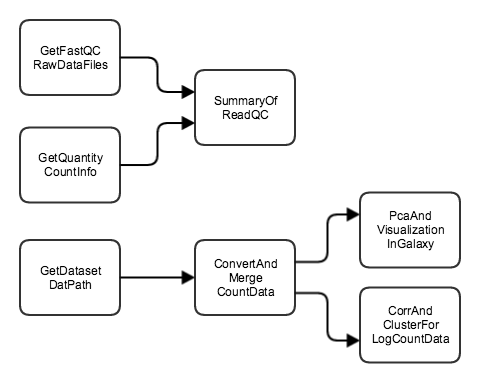 GetFastQC
RawDataFiles
SummaryOf
ReadQC
GetQuantity
CountInfo
GetDataset
DatPath
ConvertAnd
Merge
CountData
PcaAnd
Visualization
InGalaxy
CorrAnd
ClusterFor
LogCountData